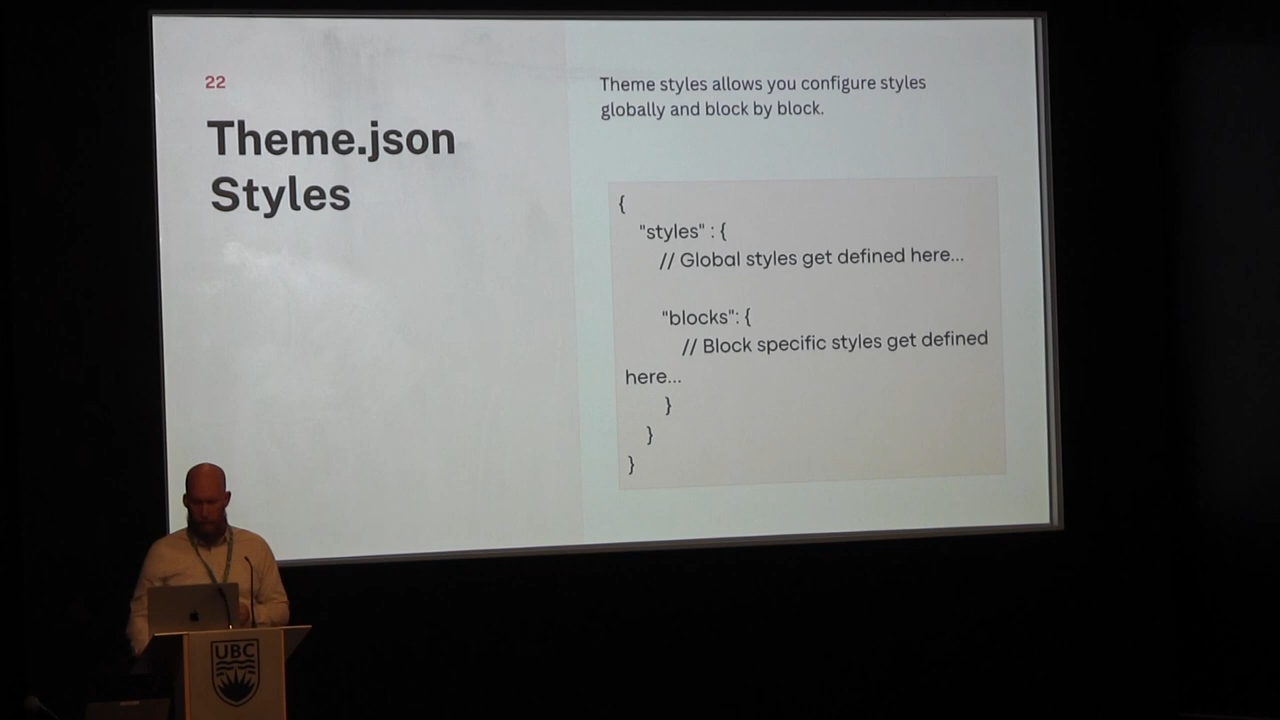 22
Theme.json
Styles
Theme styles allows you configure styles
globally and block by block.
{
"styles" : {
// Global styles get defined here...
"blocks": {
// Block specific styles get defined
here...
}
}
}
UBC